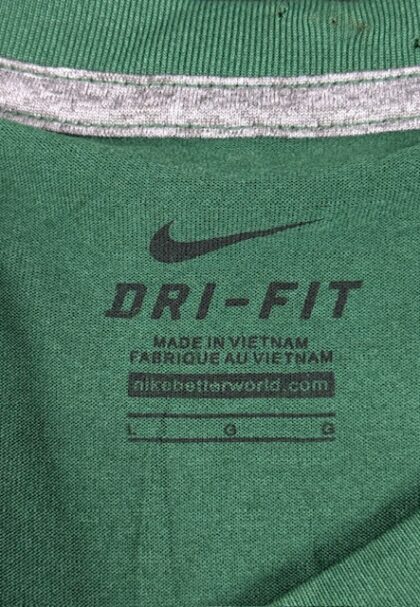 DRI-FIT
MADE IN VIETNAM
FABRIQUE AU VIETNAM
nikebetterworld.com
L G G